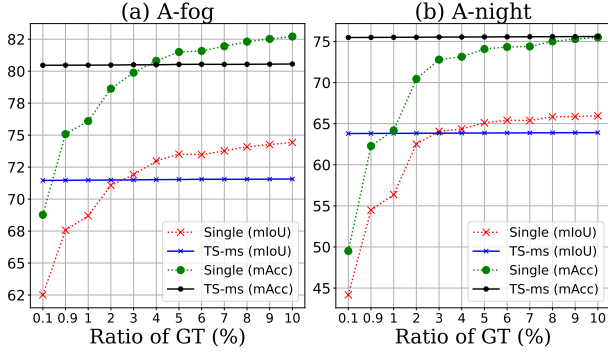 (a) A-fog
82
80
78
75
72
70
68
65
62
Single (mIoU)
TS-ms (mIoU)
Single (mAcc)
TS-ms (mAcc)
0.1 0.9 1 2 3 4 5 6 7 8 9 10
Ratio of GT (%)
(b) A-night
75
70
65
60
55
50
45
Single (mIoU)
TS-ms (mIoU)
Single (mAcc)
TS-ms (mAcc)
0.1 0.9 1 2 3 4 5 6 7 8 9 10
Ratio of GT (%)